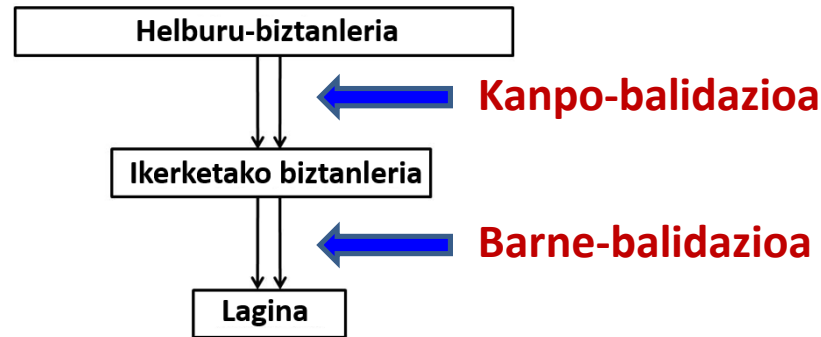 Helburu-biztanleria
Kanpo-balidazioa
Ikerketako biztanleria
Barne-balidazioa
Lagina